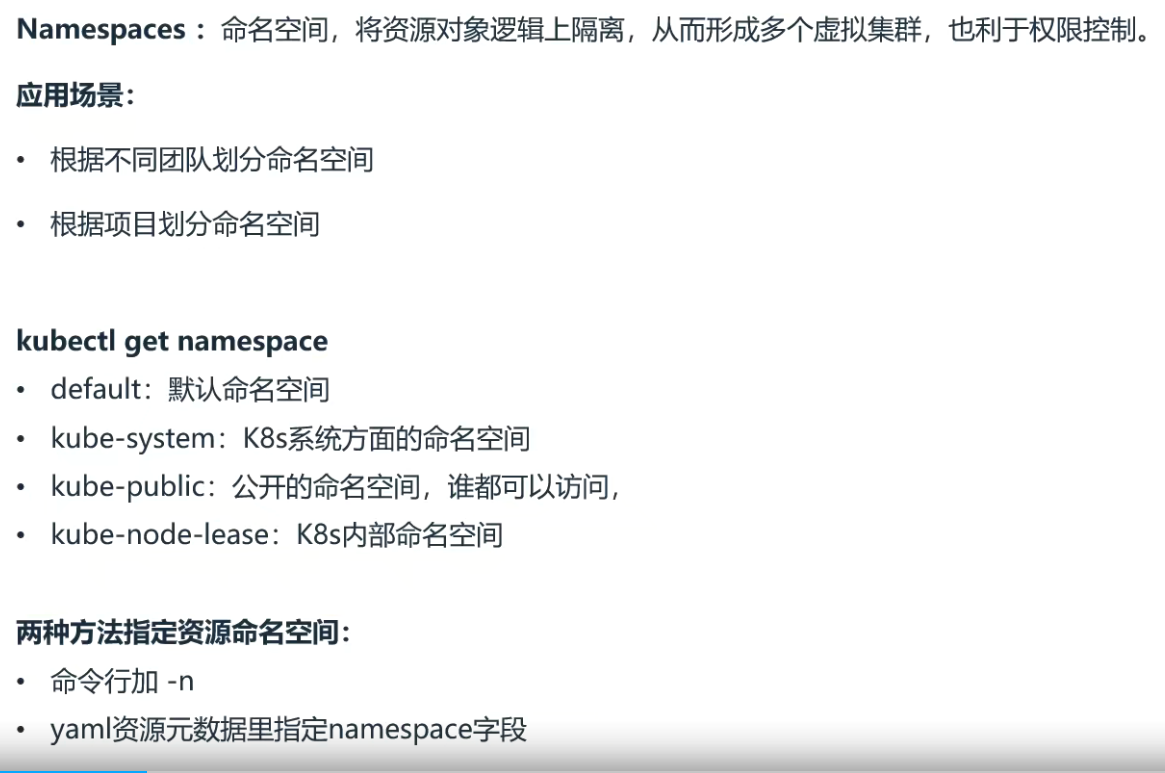 Namespaces ：命名空间，将资源对象逻辑上隔离，从而形成多个虚拟集群，也利于权限控制。
应用场景：
• 根据不同团队划分命名空间
• 根据项目划分命名空间
kubectl get namespace
• default：默认命名空间
• kube-system：K8s系统方面的命名空间
• kube-public：公开的命名空间，谁都可以访问，
• kube-node-lease：K8s内部命名空间
两种方法指定资源命名空间：
• 命令行加 -n
• yaml资源元数据里指定namespace字段